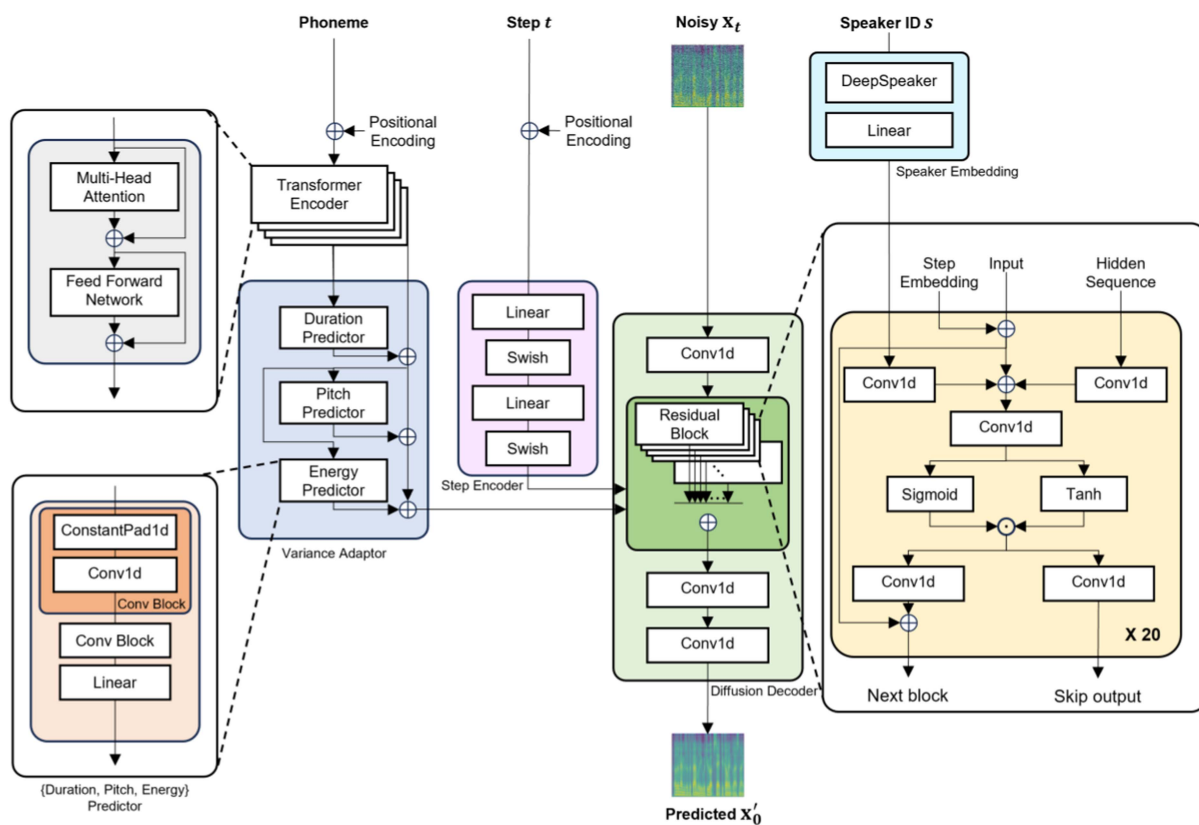 Phoneme
Step t
Noisy x_t
Speaker ID s
DeepSpeaker
Linear
Speaker Embedding
Positional
Encoding
Positional
Encoding
Multi-Head
Attention
Feed Forward
Network
Transformer
Encoder
Duration
Predictor
Pitch
Predictor
Energy
Predictor
Variance Adaptor
Linear
Swish
Linear
Swish
Step Encoder
Conv1d
Residual
Block
Conv1d
Conv1d
Diffusion Decoder
Predicted x′_0
Step
Embedding
Input
Hidden
Sequence
Conv1d
Conv1d
Conv1d
Sigmoid
Tanh
Conv1d
Conv1d
X 20
Next block
Skip output
ConstantPad1d
Conv1d
Conv Block
Conv Block
Linear
{Duration, Pitch, Energy}
Predictor